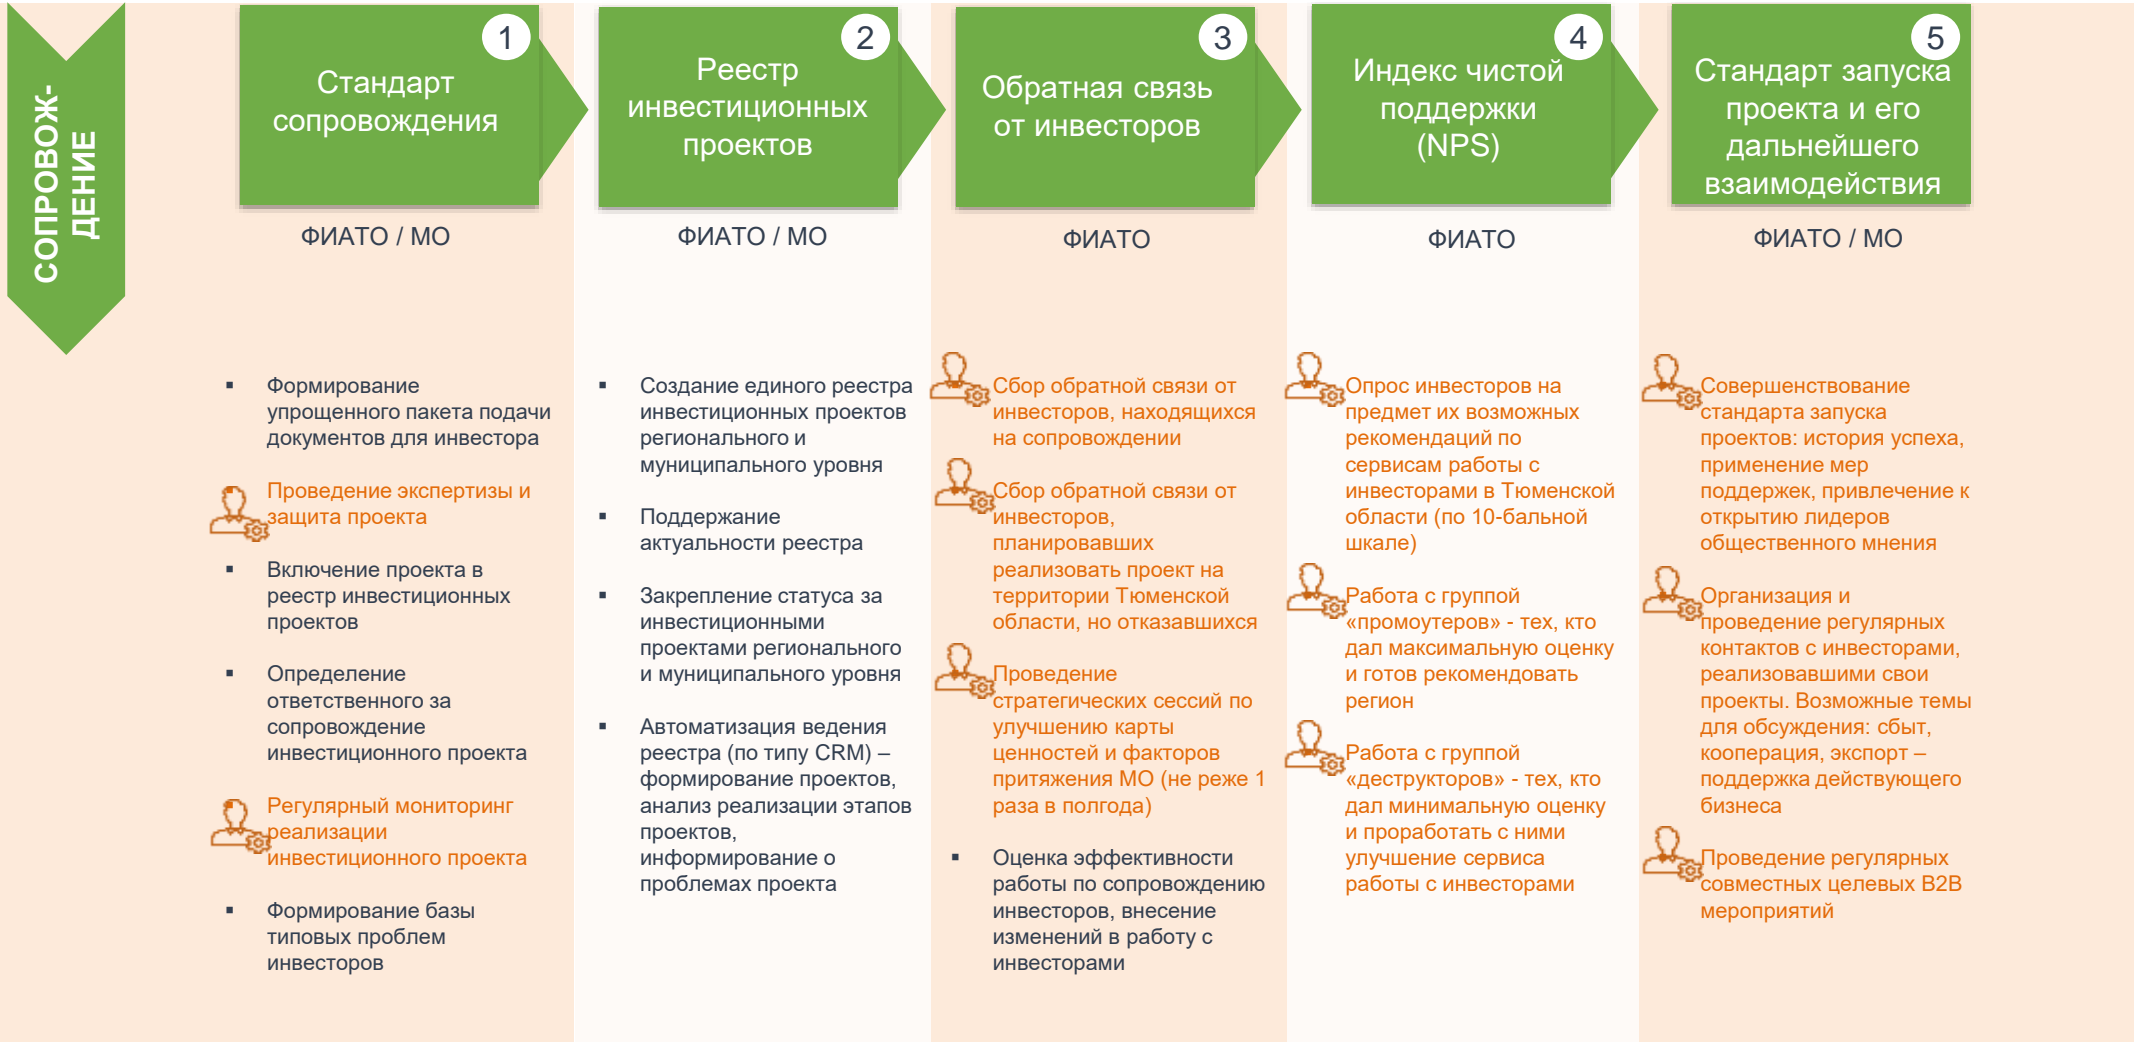 СОПРОВОЖ-
ДЕНИЕ
1
Стандарт
сопровождения
ФИАТО / МО
Формирование
упрощенного пакета подачи
документов для инвестора
Проведение экспертизы и
защита проекта
Включение проекта в
реестр инвестиционных
проектов
Определение
ответственного за
сопровождение
инвестиционного проекта
Регулярный мониторинг
реализации
инвестиционного проекта
Формирование базы
типовых проблем
инвесторов
2
Реестр
инвестиционных
проектов
ФИАТО / МО
Создание единого реестра
инвестиционных проектов
регионального и
муниципального уровня
Поддержание
актуальности реестра
Закрепление статуса за
инвестиционными
проектами регионального
и муниципального уровня
Автоматизация ведения
реестра (по типу CRM) –
формирование проектов,
анализ реализации этапов
проектов,
информирование о
проблемах проекта
3
Обратная связь
от инвесторов
ФИАТО
Сбор обратной связи от
инвесторов, находящихся
на сопровождении
Сбор обратной связи от
инвесторов,
планировавших
реализовать проект на
территории Тюменской
области, но отказавшихся
Проведение
стратегических сессий по
улучшению карты
ценностей и факторов
притяжения МО (не реже 1
раза в полгода)
Оценка эффективности
работы по сопровождению
инвесторов, внесение
изменений в работу с
инвесторами
4
Индекс чистой
поддержки
(NPS)
ФИАТО
Опрос инвесторов на
предмет их возможных
рекомендаций по
сервисам работы с
инвесторами в Тюменской
области (по 10-бальной
шкале)
Работа с группой
«промоутеров» - тех, кто
дал максимальную оценку
и готов рекомендовать
регион
Работа с группой
«деструкторов» - тех, кто
дал минимальную оценку
и проработать с ними
улучшение сервиса
работы с инвесторами
5
Стандарт запуска
проекта и его
дальнейшего
взаимодействия
ФИАТО / МО
Совершенствование
стандарта запуска
проектов: история успеха,
применение мер
поддержек, привлечение к
открытию лидеров
общественного мнения
Организация и
проведение регулярных
контактов с инвесторами,
реализовавшими свои
проекты. Возможные темы
для обсуждения: сбыт,
кооперация, экспорт –
поддержка действующего
бизнеса
Проведение регулярных
совместных целевых B2B
мероприятий